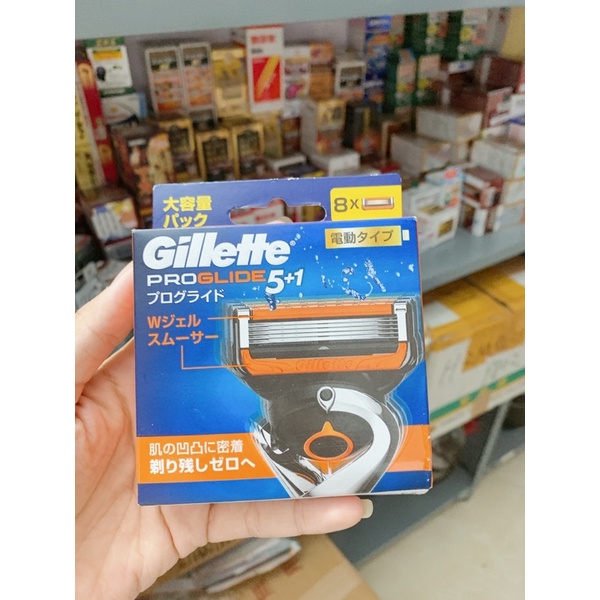 大容量
パック
8×
Gillette®
電動タイプ
PROGLIDE 5+1
プログライド
Wジェル
スムーサー
肌の凹凸に密着
剃り残しゼロへ